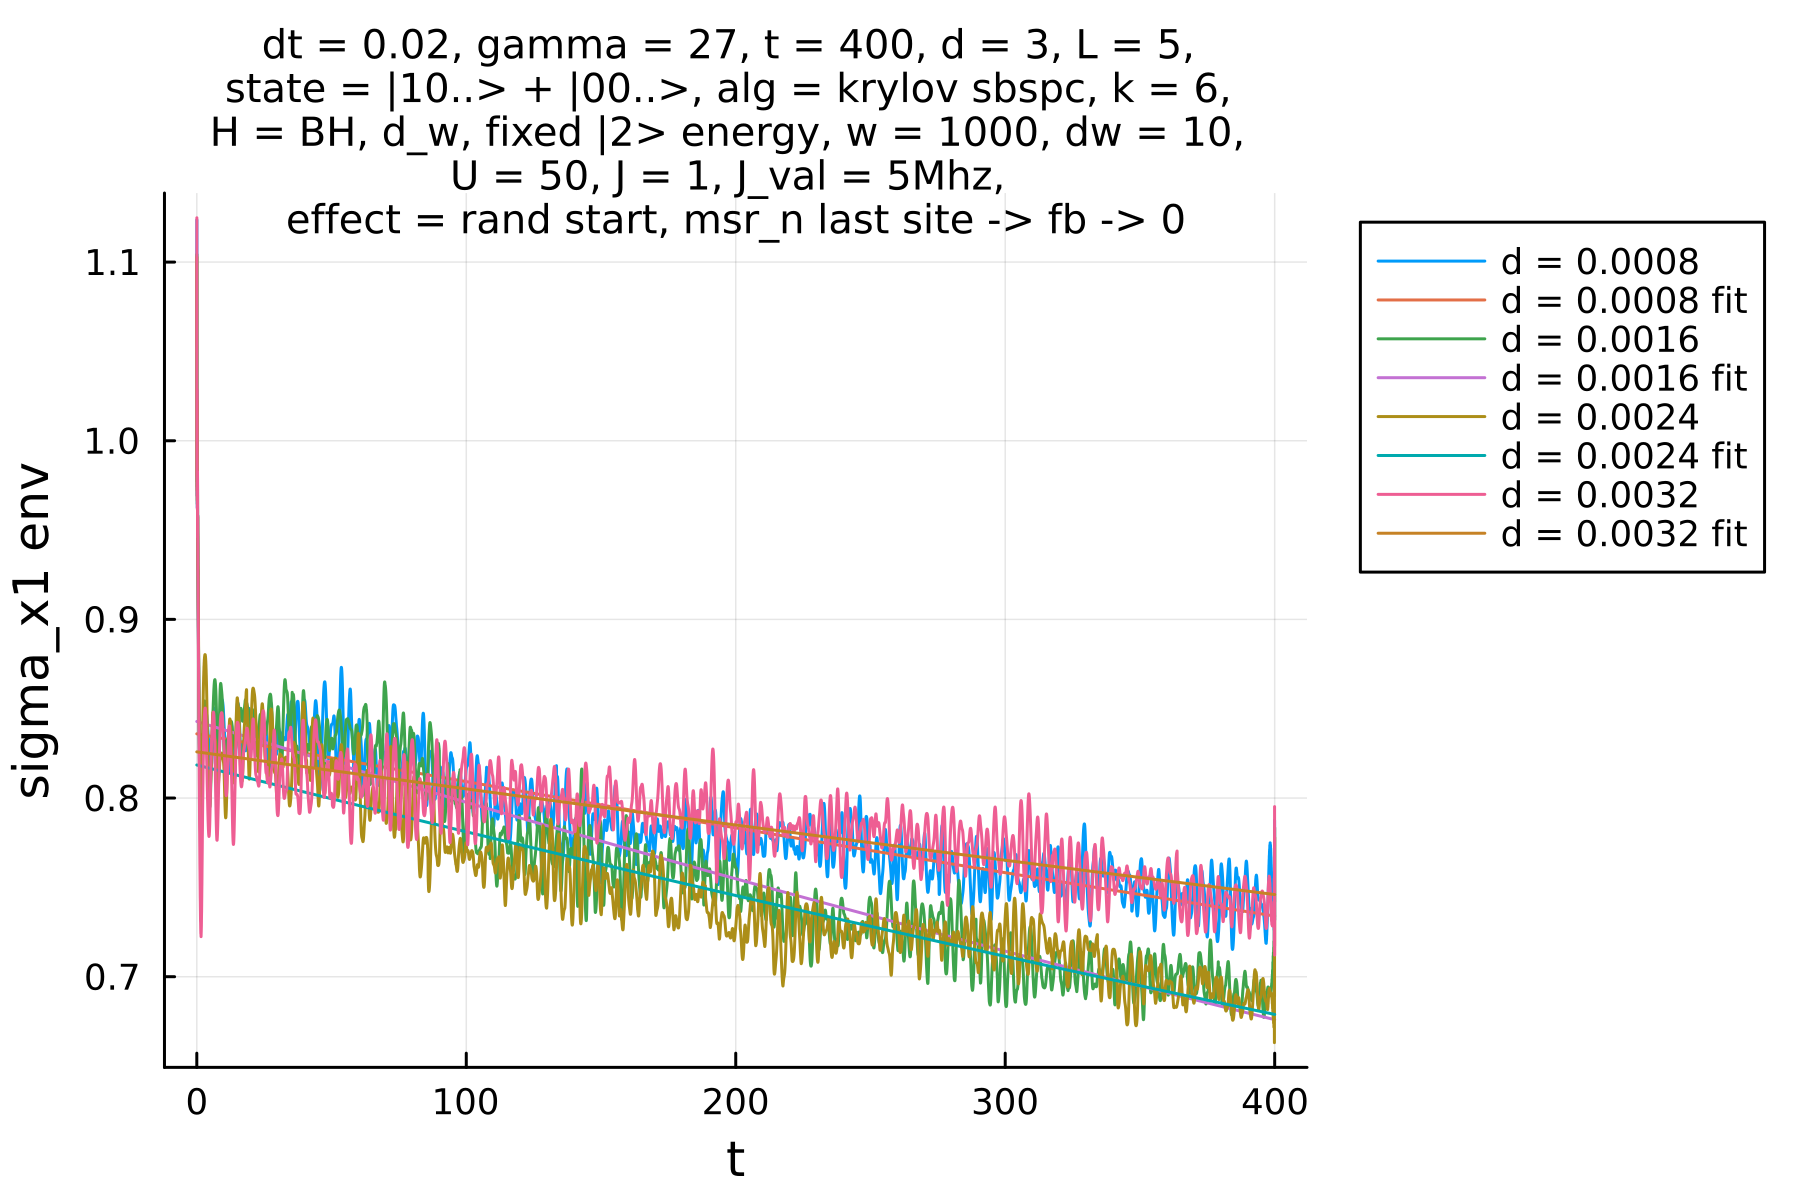 dt = 0.02, gamma = 27, t = 400, d = 3, L = 5,
state = |10..> + |00..>, alg = krylov sbspc, k = 6,
H = BH, d_w, fixed |2> energy, w = 1000, dw = 10,
U = 50, J = 1, J_val = 5Mhz,
effect = rand start, msr_n last site -> fb -> 0
sigma_x1 env
1.1
1.0
0.9
0.8
0.7
0
100
200
300
400
t
d = 0.0008
d = 0.0008 fit
d = 0.0016
d = 0.0016 fit
d = 0.0024
d = 0.0024 fit
d = 0.0032
d = 0.0032 fit